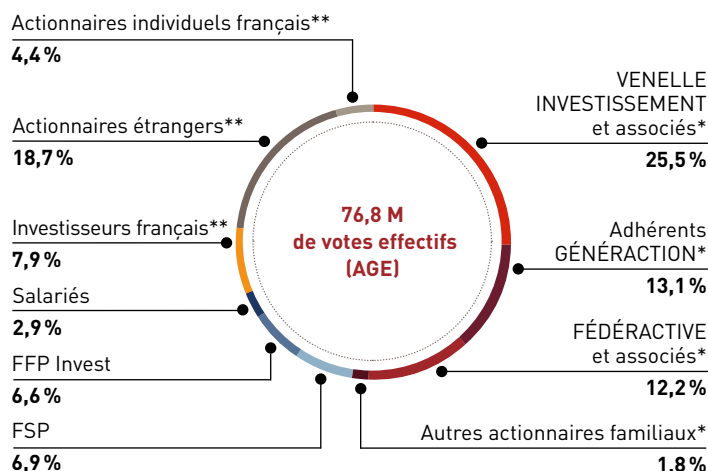 Actionnaires individuels français**
4,4 %
Actionnaires étrangers**
18,7 %
Investisseurs français**
7,9 %
Salariés
2,9 %
FFP Invest
6,6 %
FSP
6,9 %
76,8 M
de votes effectifs
(AGE)
VENELLE
INVESTISSEMENT
et associés*
25,5 %
Adhérents
GÉNÉRACTION*
13,1 %
FÉDÉRACTIVE
et associés*
12,2 %
Autres actionnaires familiaux*
1,8 %